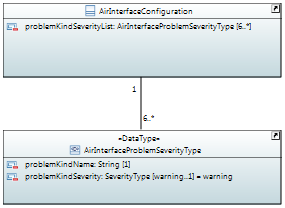 AirInterfaceConfiguration
problemKindSeverityList: AirInterfaceProblemSeverityType [6..*]
1
6..*
«DataType»
AirInterfaceProblemSeverityType
problemKindName: String [1]
problemKindSeverity: SeverityType [warning..1] = warning